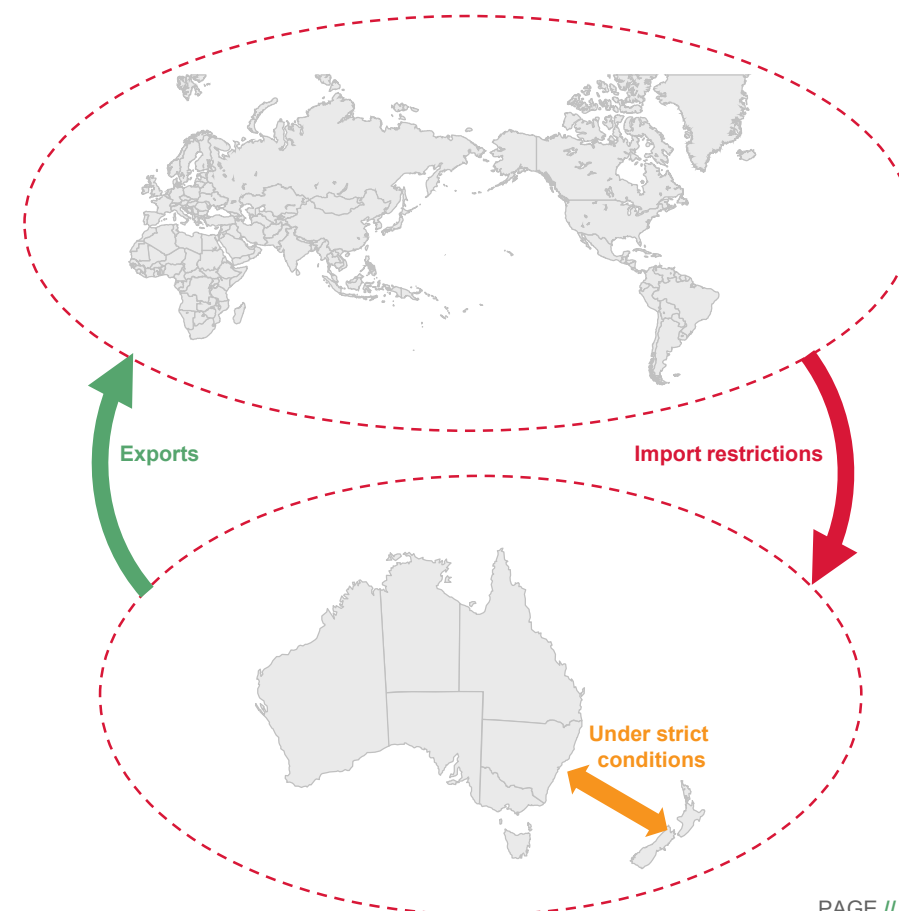 Exports
Import restrictions
Under strict
conditions
PAGE //